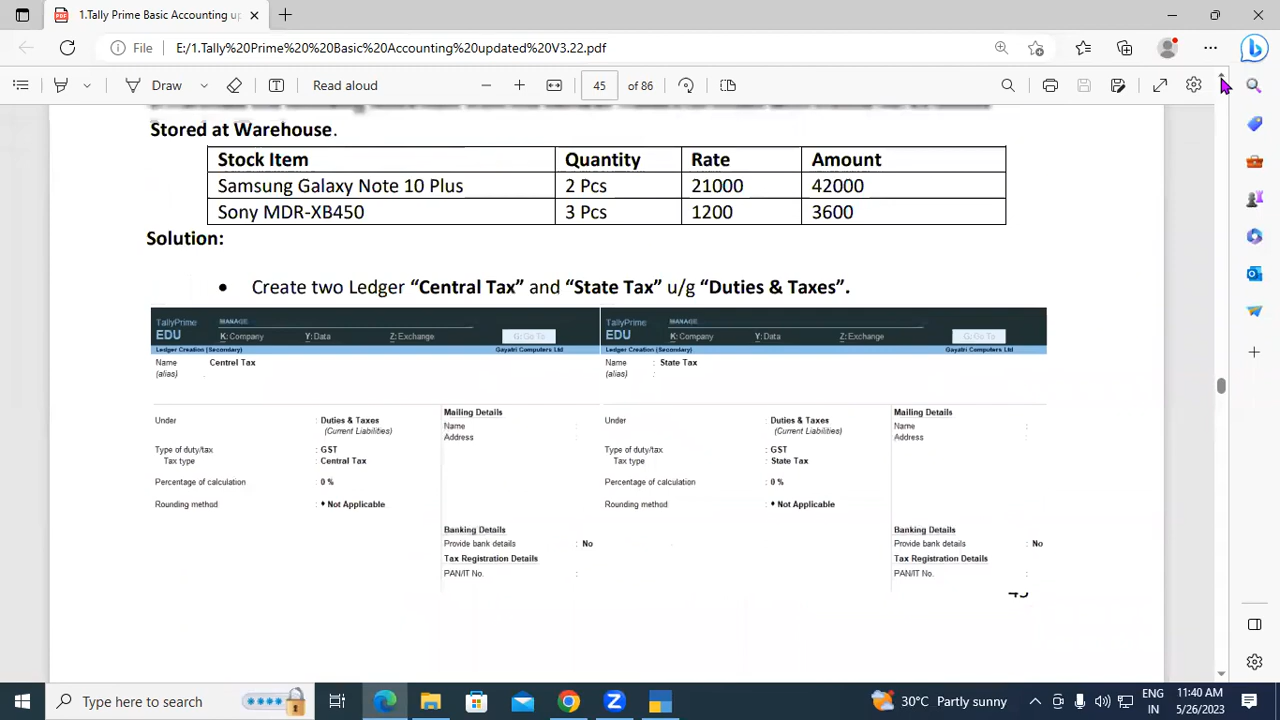 1.Tally Prime Basic Accounting up
File
E:/1.Tally%20Prime%20%20Basic%20Accounting%20updated%20V3.22.pdf
Draw
Read aloud
45
of 86
Stored at Warehouse.
Stock Item Quantity Rate Amount
Samsung Galaxy Note 10 Plus 2 Pcs 21000 42000
Sony MDR-XB450 3 Pcs 1200 3600
Solution:
• Create two Ledger “Central Tax” and “State Tax” u/g “Duties & Taxes”.
TallyPrime
EDU
MANAGE
K: Company Y: Data Z: Exchange G: Go To
Ledger Creation (Secondary) Gayatri Computers Ltd
Name Centrel Tax
(alias) :
Under : Duties & Taxes
(Current Liabilities)
Type of duty/tax : GST
Tax type : Central Tax
Percentage of calculation : 0 %
Rounding method : ♦ Not Applicable
Mailing Details
Name :
Address :
Banking Details
Provide bank details : No
Tax Registration Details
PAN/IT No. :
TallyPrime
EDU
MANAGE
K: Company Y: Data Z: Exchange G: Go To
Ledger Creation (Secondary) Gayatri Computers Ltd
Name : State Tax
(alias) :
Under : Duties & Taxes
(Current Liabilities)
Type of duty/tax : GST
Tax type : State Tax
Percentage of calculation : 0 %
Rounding method : ♦ Not Applicable
Mailing Details
Name :
Address :
Banking Details
Provide bank details : No
Tax Registration Details
PAN/IT No. :
Type here to search
30°C Partly sunny
ENG
IN
11:40 AM
5/26/2023